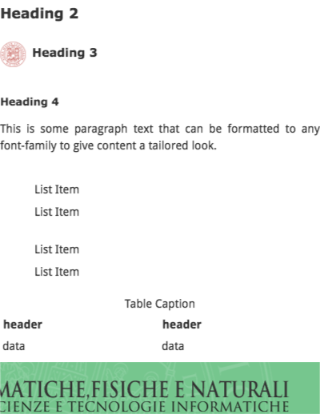 Heading 2
Heading 3
Heading 4
This is some paragraph text that can be formatted to any
font-family to give content a tailored look.
List Item
List Item
List Item
List Item
Table Caption
header header
data data
MATICHE,FISICHE E NATURALI
CIENZE E TECNOLOGIE INFORMATICHE